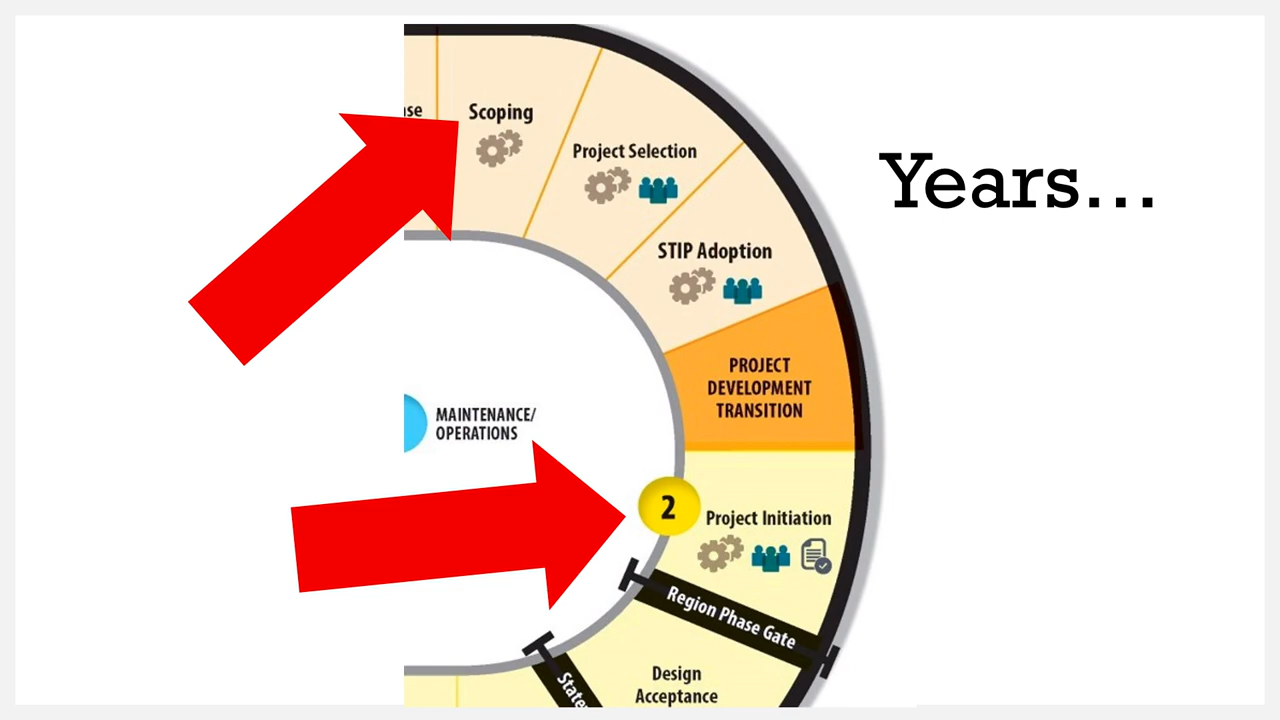 Scoping
Project Selection
Years...
STIP Adoption
PROJECT
DEVELOPMENT
TRANSITION
MAINTENANCE/
OPERATIONS
2
Project Initiation
Region Phase Gate
Design
Acceptance